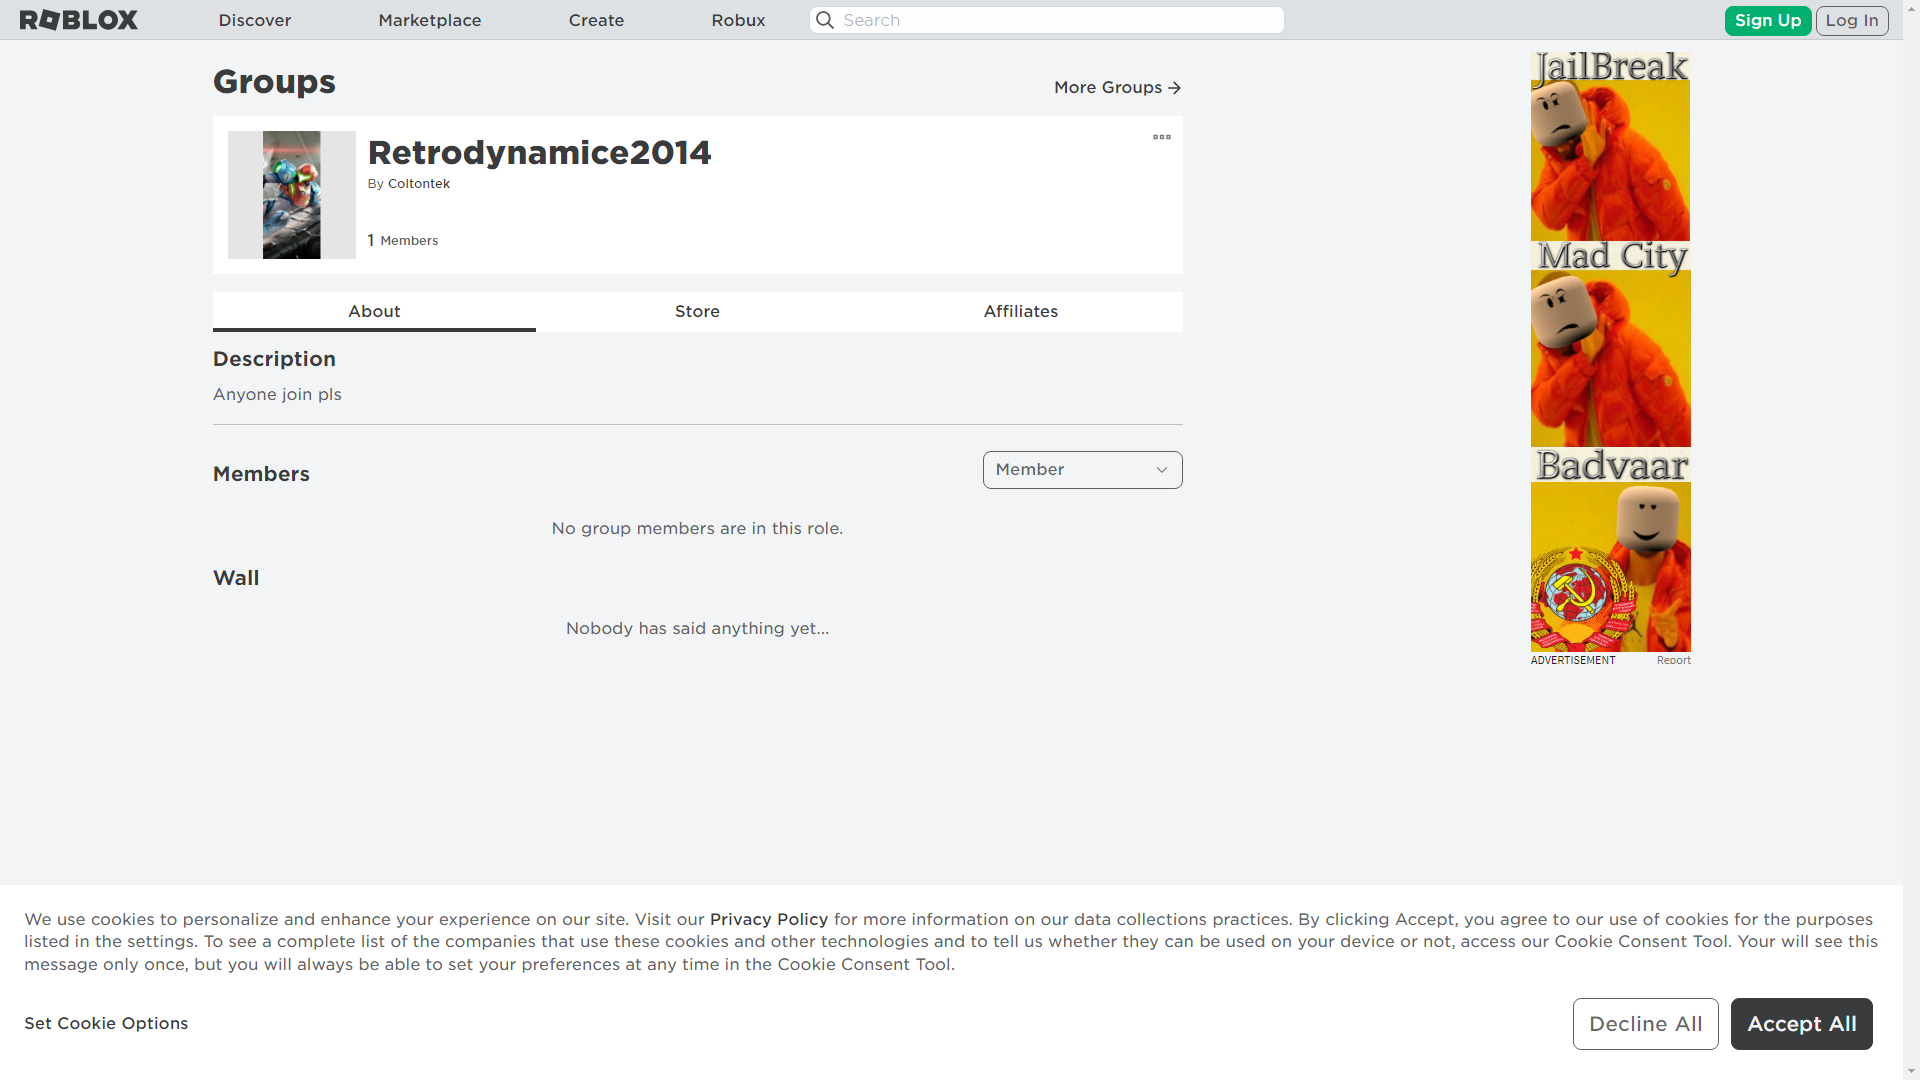 ROBLOX
Discover
Marketplace
Create
Robux
Search
Sign Up
Log In
Groups
More Groups
Retrodynamice2014
By Coltontek
1 Members
About
Store
Affiliates
Description
Anyone join pls
Members
Member
No group members are in this role.
Wall
Nobody has said anything yet...
JailBreak
Mad City
Badvaar
ADVERTISEMENT
Report
We use cookies to personalize and enhance your experience on our site. Visit our Privacy Policy for more information on our data collections practices. By clicking Accept, you agree to our use of cookies for the purposes
listed in the settings. To see a complete list of the companies that use these cookies and other technologies and to tell us whether they can be used on your device or not, access our Cookie Consent Tool. Your will see this
message only once, but you will always be able to set your preferences at any time in the Cookie Consent Tool.
Set Cookie Options
Decline All
Accept All